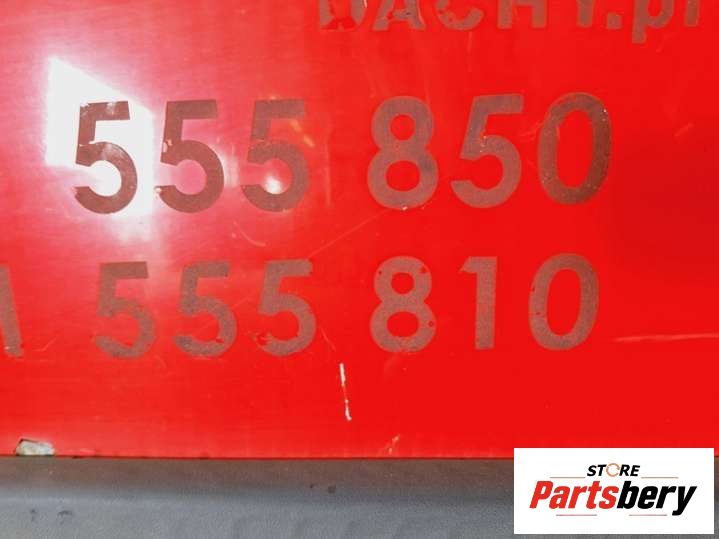 DACHY.pl
555 850
555 810
STORE
Partsbery